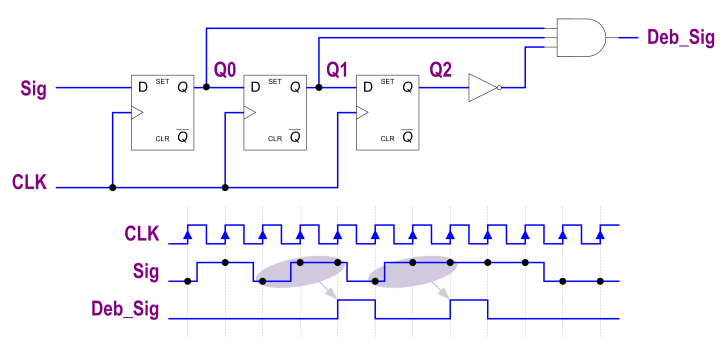 Deb_Sig
Q0 Q1 Q2
D SET Q D SET Q D SET Q
Sig
CLR Q CLR Q CLR Q
CLK
CLK
Sig
Deb_Sig